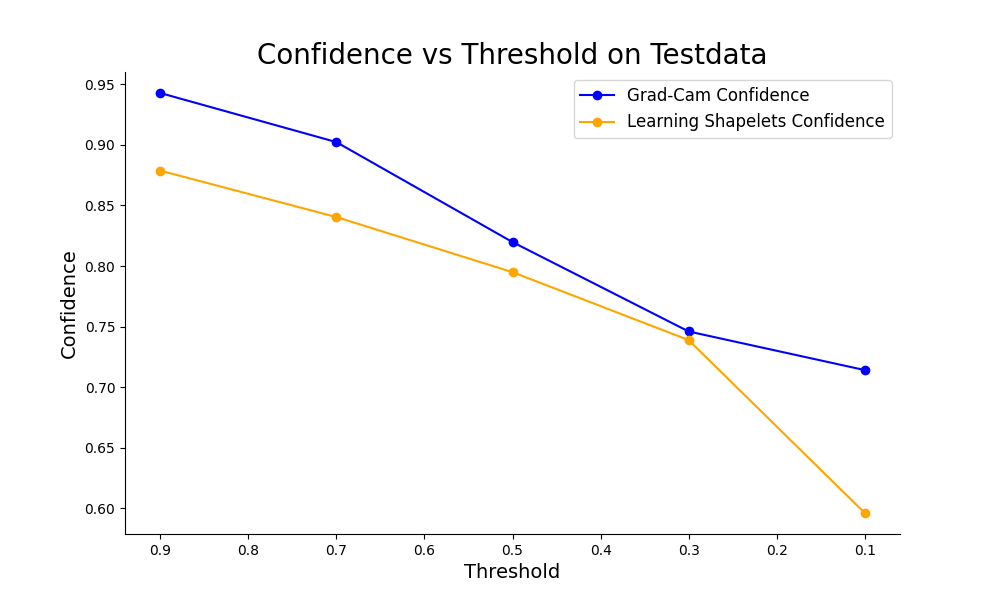 Confidence vs Threshold on Testdata
Grad-Cam Confidence
Learning Shapelets Confidence
Confidence
0.95
0.90
0.85
0.80
0.75
0.70
0.65
0.60
0.9 0.8 0.7 0.6 0.5 0.4 0.3 0.2 0.1
Threshold